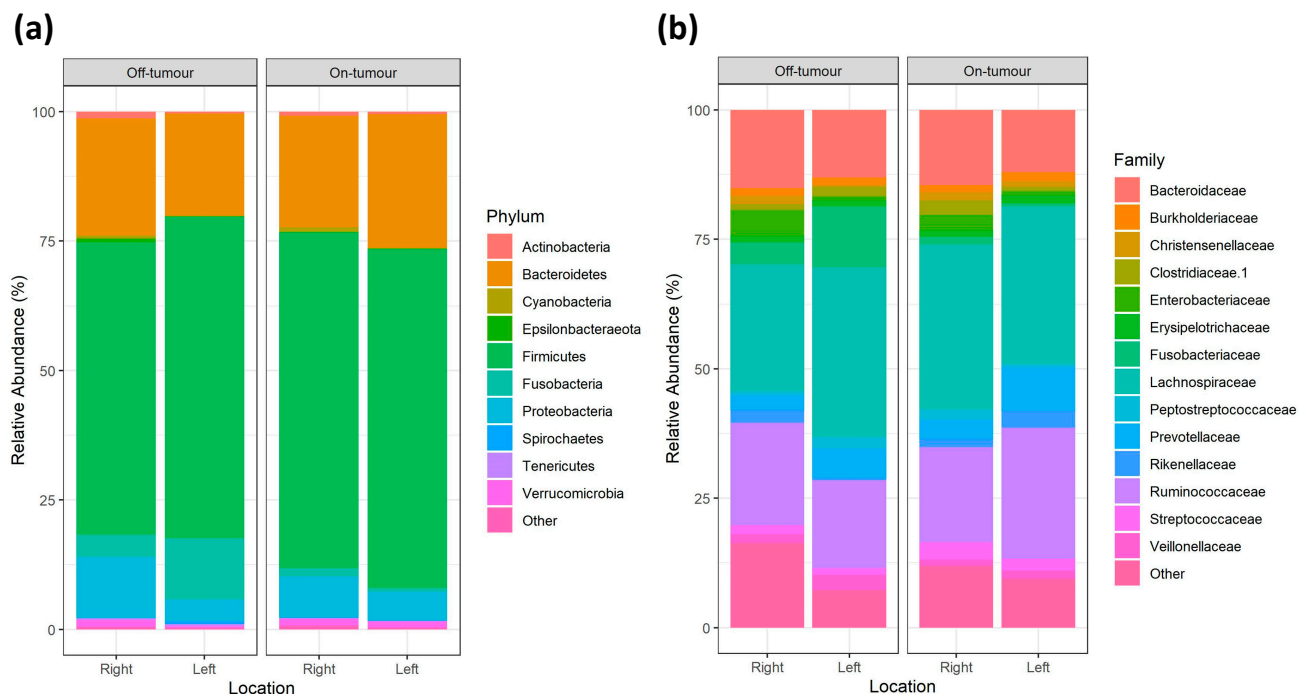 (a)
Off-tumour
On-tumour
100
75
50
25
0
Relative Abundance (%)
Right
Left
Right
Left
Location
Phylum
Actinobacteria
Bacteroidetes
Cyanobacteria
Epsilonbacteraeota
Firmicutes
Fusobacteria
Proteobacteria
Spirochaetes
Tenericutes
Verrucomicrobia
Other
(b)
Off-tumour
On-tumour
100
75
50
25
0
Relative Abundance (%)
Right
Left
Right
Left
Location
Family
Bacteroidaceae
Burkholderiaceae
Christensenellaceae
Clostridiaceae.1
Enterobacteriaceae
Erysipelotrichaceae
Fusobacteriaceae
Lachnospiraceae
Peptostreptococcaceae
Prevotellaceae
Rikenellaceae
Ruminococcaceae
Streptococcaceae
Veillonellaceae
Other